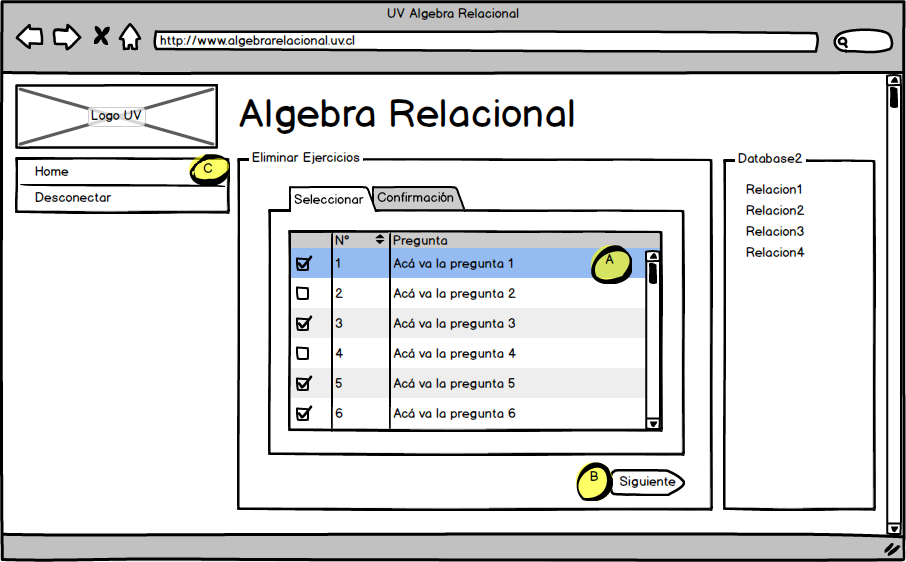 UV Algebra Relacional
http://www.algebrarelacional.uv.cl
Logo UV
Algebra Relacional
Home
C
Desconectar
Eliminar Ejercicios
Seleccionar
Confirmación
N° Pregunta
1 Acá va la pregunta 1
A
2 Acá va la pregunta 2
3 Acá va la pregunta 3
4 Acá va la pregunta 4
5 Acá va la pregunta 5
6 Acá va la pregunta 6
B
Siguiente
Database2
Relacion1
Relacion2
Relacion3
Relacion4